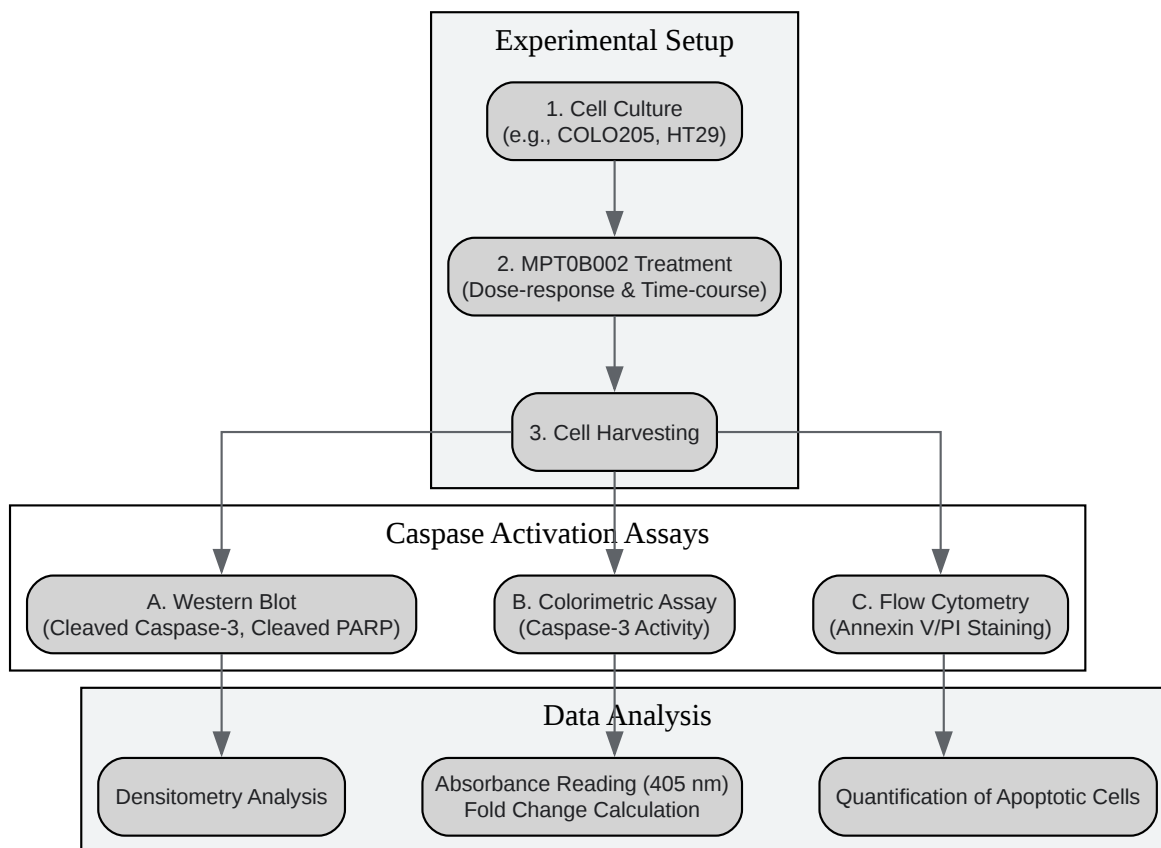 Experimental Setup
1. Cell Culture
(e.g., COLO205, HT29)
2. MPT0B002 Treatment
(Dose-response & Time-course)
3. Cell Harvesting
Caspase Activation Assays
A. Western Blot
(Cleaved Caspase-3, Cleaved PARP)
B. Colorimetric Assay
(Caspase-3 Activity)
C. Flow Cytometry
(Annexin V/PI Staining)
Data Analysis
Densitometry Analysis
Absorbance Reading (405 nm)
Fold Change Calculation
Quantification of Apoptotic Cells